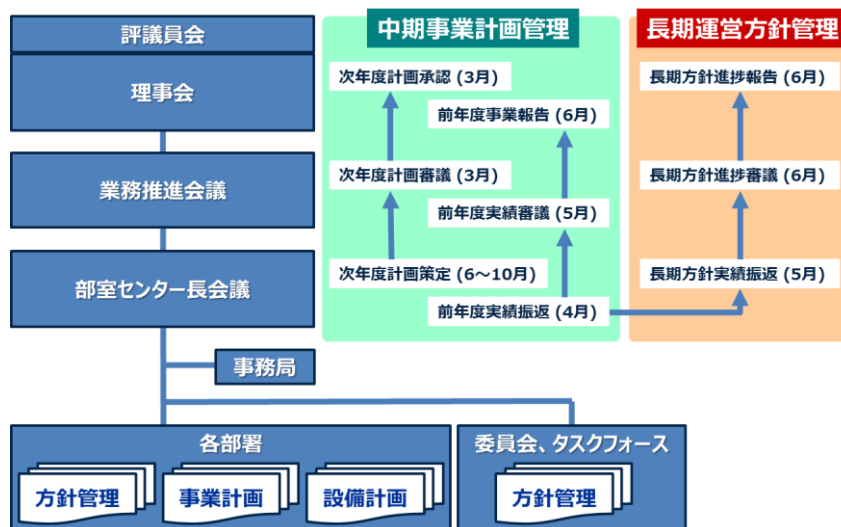 評議員会
理事会
業務推進会議
部室センター長会議
事務局
各部署
方針管理
事業計画
設備計画
委員会、タスクフォース
方針管理
中期事業計画管理
次年度計画承認 (3月)
前年度事業報告 (6月)
次年度計画審議 (3月)
前年度実績審議 (5月)
次年度計画策定 (6～10月)
前年度実績振返 (4月)
長期運営方針管理
長期方針進捗報告 (6月)
長期方針進捗審議 (6月)
長期方針実績振返 (5月)